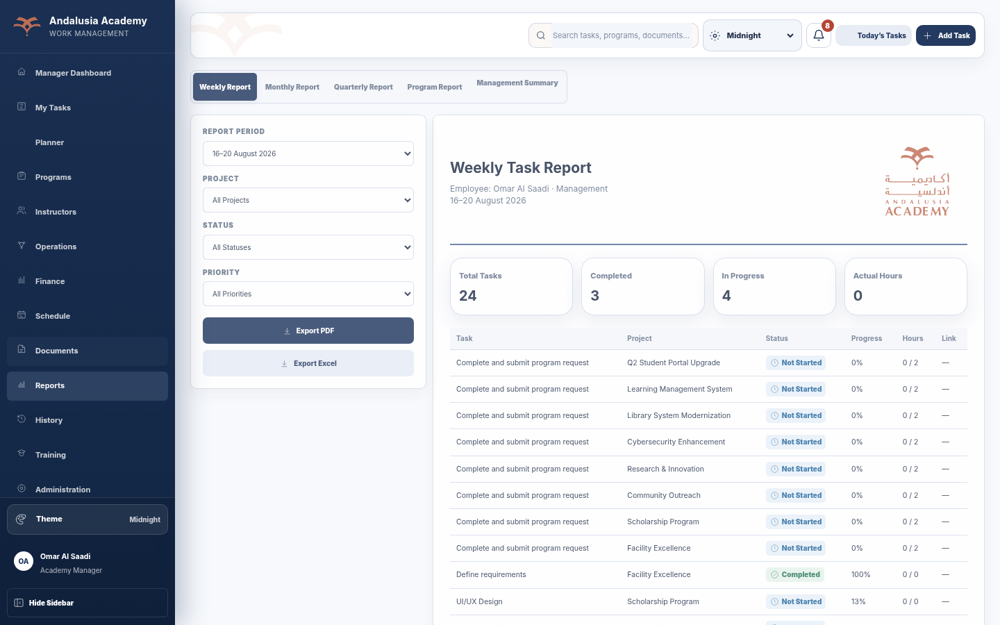 Andalusia Academy
WORK MANAGEMENT
Manager Dashboard
My Tasks
Planner
Programs
Instructors
Operations
Finance
Schedule
Documents
Reports
History
Training
Administration
Theme
Midnight
OA
Omar Al Saadi
Academy Manager
Hide Sidebar
Search tasks, programs, documents...
Midnight
8
Today's Tasks
Add Task
Weekly Report
Monthly Report
Quarterly Report
Program Report
Management Summary
REPORT PERIOD
16–20 August 2026
PROJECT
All Projects
STATUS
All Statuses
PRIORITY
All Priorities
Export PDF
Export Excel
Weekly Task Report
Employee: Omar Al Saadi · Management
16–20 August 2026
أكاديميـــة
أندلسيـــة
ANDALUSIA
ACADEMY
Total Tasks
24
Completed
3
In Progress
4
Actual Hours
0
Task Project Status Progress Hours Link
Complete and submit program request Q2 Student Portal Upgrade Not Started 0% 0 / 2 —
Complete and submit program request Learning Management System Not Started 0% 0 / 2 —
Complete and submit program request Library System Modernization Not Started 0% 0 / 2 —
Complete and submit program request Cybersecurity Enhancement Not Started 0% 0 / 2 —
Complete and submit program request Research & Innovation Not Started 0% 0 / 2 —
Complete and submit program request Community Outreach Not Started 0% 0 / 2 —
Complete and submit program request Scholarship Program Not Started 0% 0 / 2 —
Complete and submit program request Facility Excellence Not Started 0% 0 / 2 —
Define requirements Facility Excellence Completed 100% 0 / 0 —
UI/UX Design Scholarship Program Not Started 13% 0 / 0 —